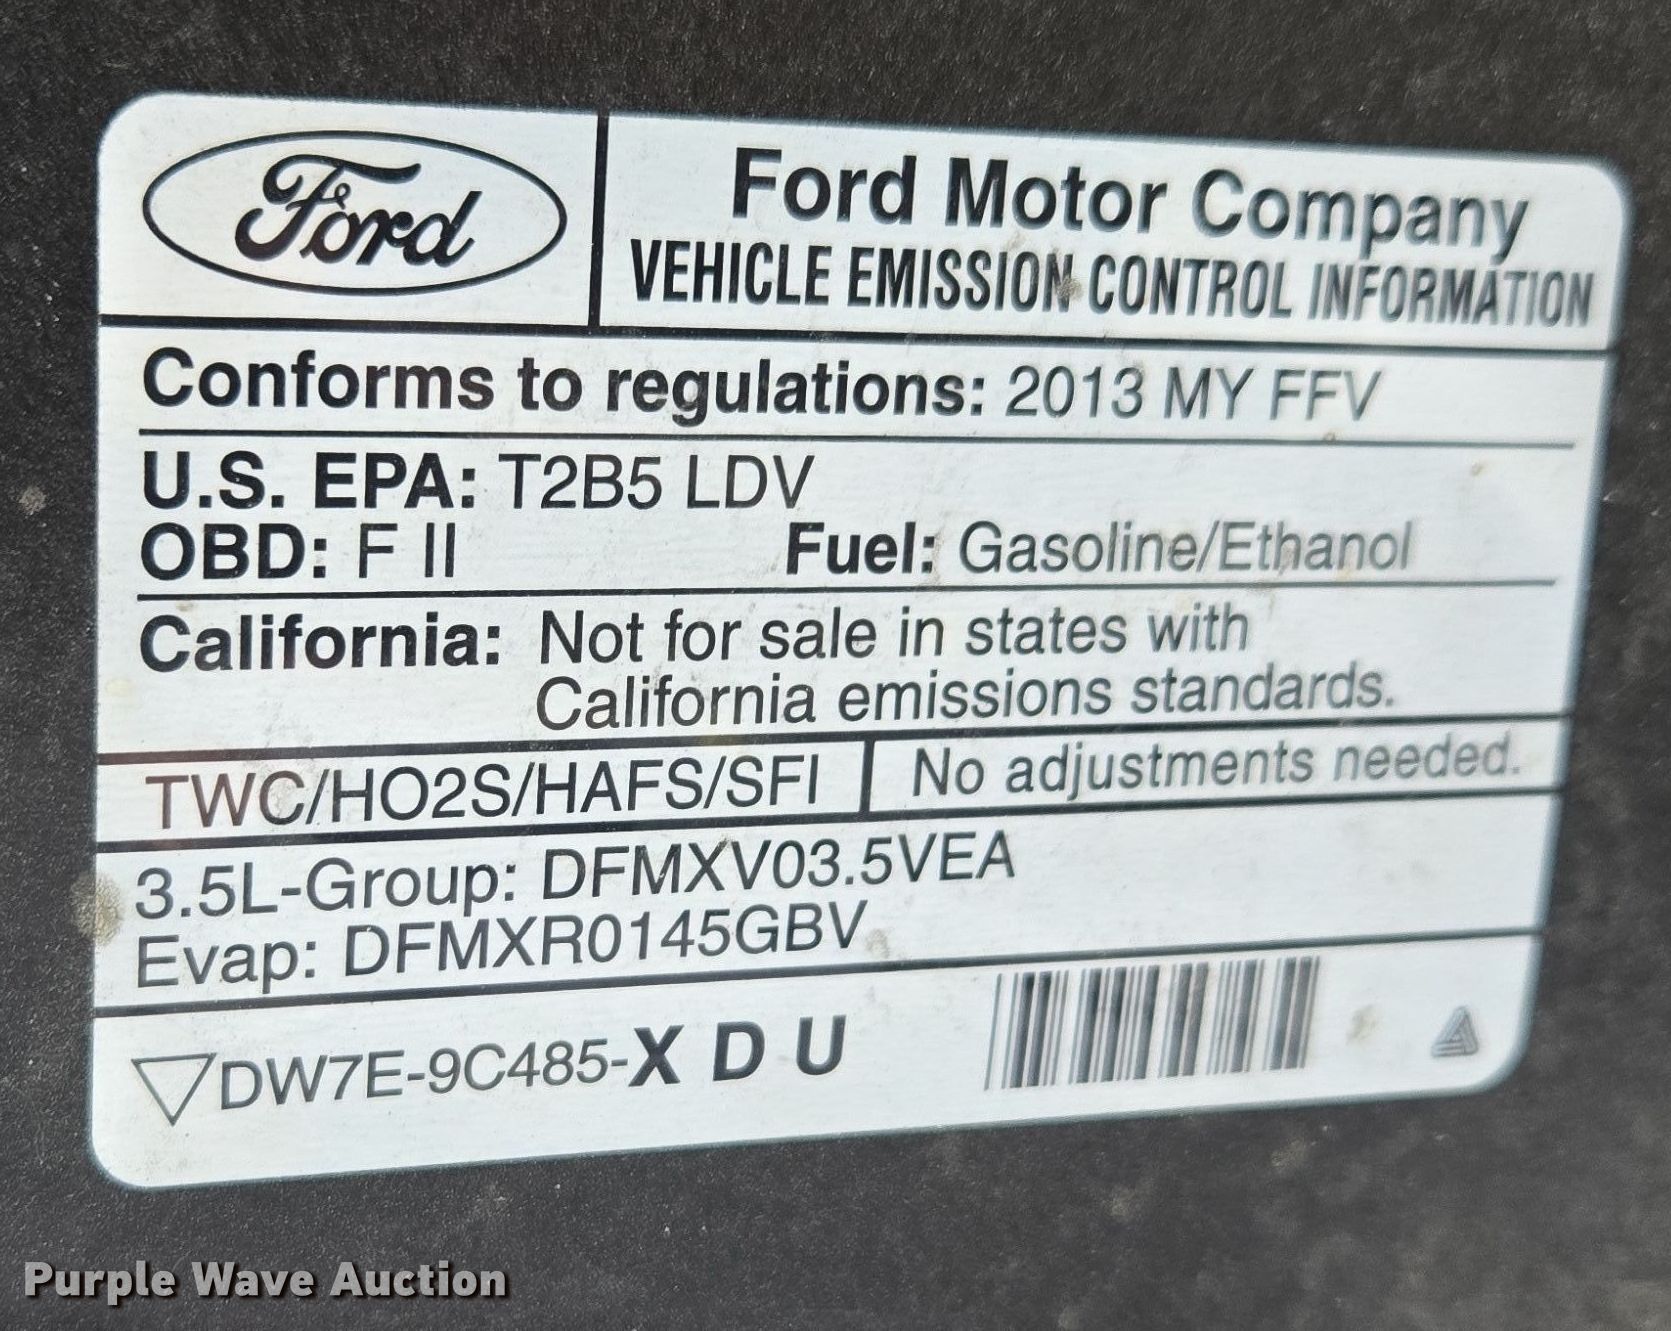 Ford
Ford Motor Company
VEHICLE EMISSION CONTROL INFORMATION
Conforms to regulations: 2013 MY FFV
U.S. EPA: T2B5 LDV
OBD: F II Fuel: Gasoline/Ethanol
California: Not for sale in states with
California emissions standards.
TWC/HO2S/HAFS/SFI No adjustments needed.
3.5L-Group: DFMXV03.5VEA
Evap: DFMXR0145GBV
DW7E-9C485-X D U
Purple Wave Auction